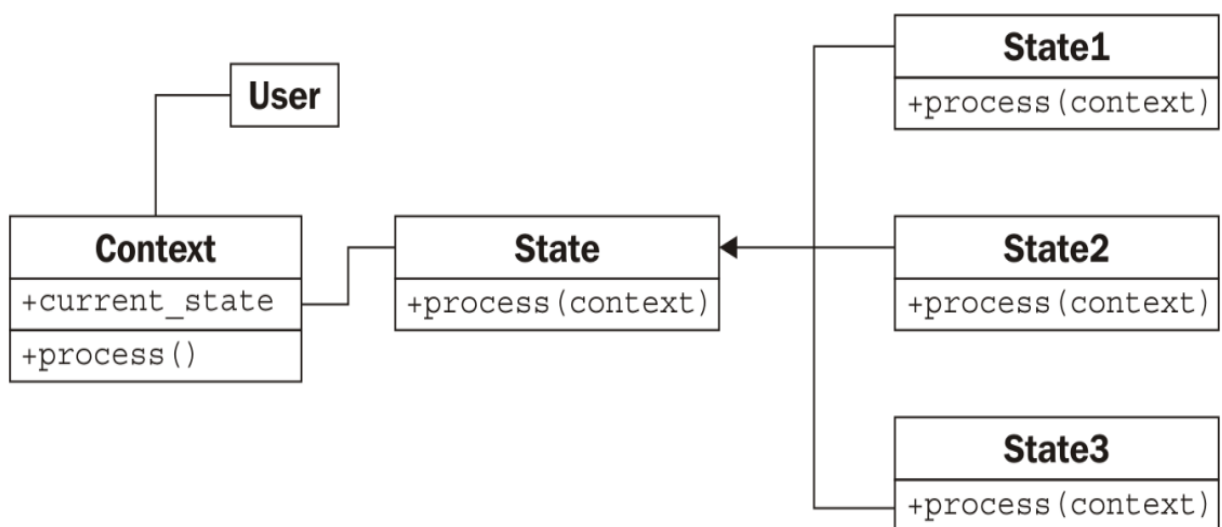 User
Context
+current_state
+process()
State
+process(context)
State1
+process(context)
State2
+process(context)
State3
+process(context)